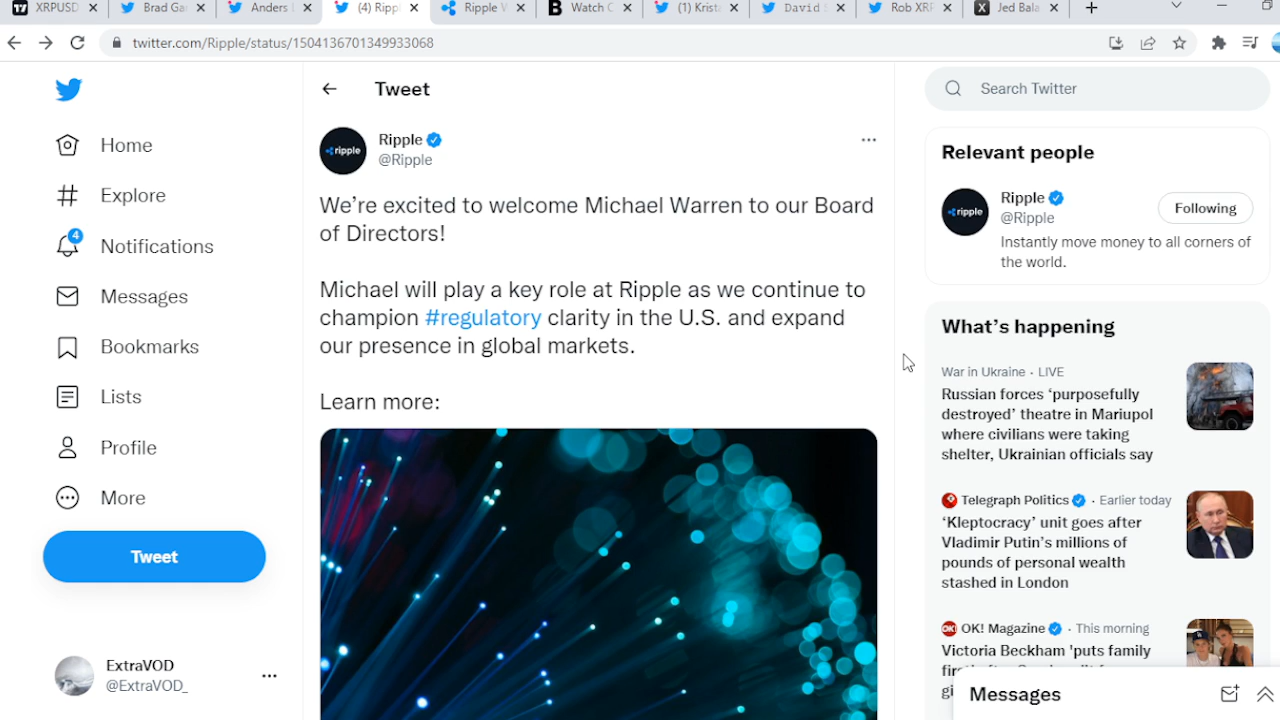 XRPUSD
Brad Ga
Anders
(4) Rippl
Ripple W
Watch C
(1) Krist
David
Rob XRP
Jed Bala
twitter.com/Ripple/status/1504136701349933068
Home
Explore
4
Notifications
Messages
Bookmarks
Lists
Profile
More
Tweet
ExtraVOD
@ExtraVOD_
Tweet
ripple
Ripple
@Ripple
We’re excited to welcome Michael Warren to our Board
of Directors!
Michael will play a key role at Ripple as we continue to
champion #regulatory clarity in the U.S. and expand
our presence in global markets.
Learn more:
Search Twitter
Relevant people
ripple
Ripple
@Ripple
Following
Instantly move money to all corners of
the world.
What’s happening
War in Ukraine · LIVE
Russian forces ‘purposefully
destroyed’ theatre in Mariupol
where civilians were taking
shelter, Ukrainian officials say
Telegraph Politics · Earlier today
‘Kleptocracy’ unit goes after
Vladimir Putin’s millions of
pounds of personal wealth
stashed in London
OK! Magazine · This morning
Victoria Beckham 'puts family
Messages